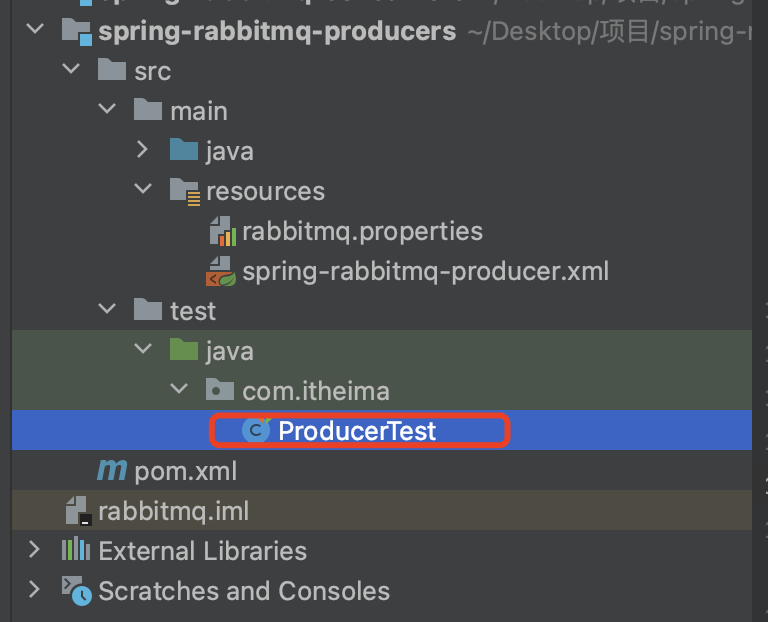 spring-rabbitmq-producers ~/Desktop/项目/spring-r
src
main
java
resources
rabbitmq.properties
spring-rabbitmq-producer.xml
test
java
com.itheima
ProducerTest
pom.xml
rabbitmq.iml
External Libraries
Scratches and Consoles